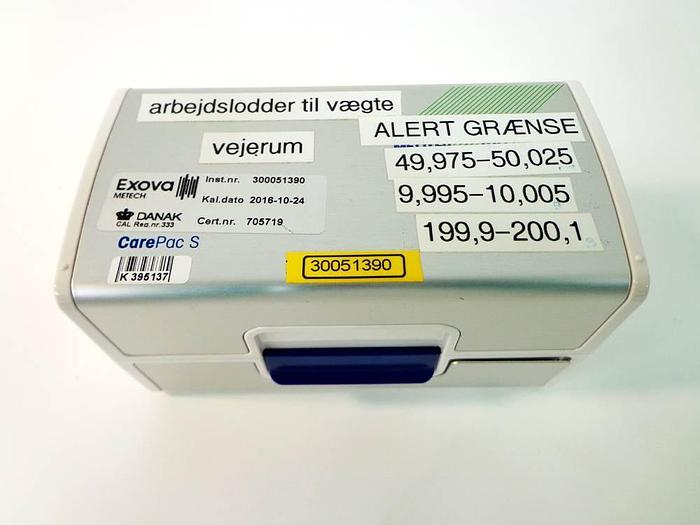 arbejdslodder til vægte
vejerum
ALERT GRÆNSE
49,975–50,025
9,995–10,005
199,9–200,1
Exova
METECH
Inst.nr. 300051390
Kal.dato 2016-10-24
DANAK
CAL Reg.nr.333
Cert.nr. 705719
CarePac S
K 395137
30051390